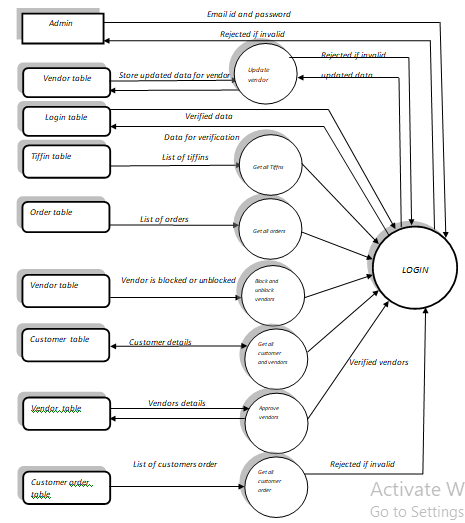 Email id and password
Admin
Rejected if invalid
Rejected if invalid
Update
vendor
Vendor table
Store updated data for vendor
updated data
Login table
Verified data
Data for verification
Tiffin table
List of tiffins
Get all Tiffins
Order table
List of orders
Get all orders
LOGIN
Vendor table
Vendor is blocked or unblocked
Block and
unblock
vendors
Customer table
Customer details
Get all
customer
and vendors
Verified vendors
Vendor table
Vendors details
Approve
vendors
List of customers order
Rejected if invalid
Customer order
table
Get all
customer
order
Activate W
Go to Settings